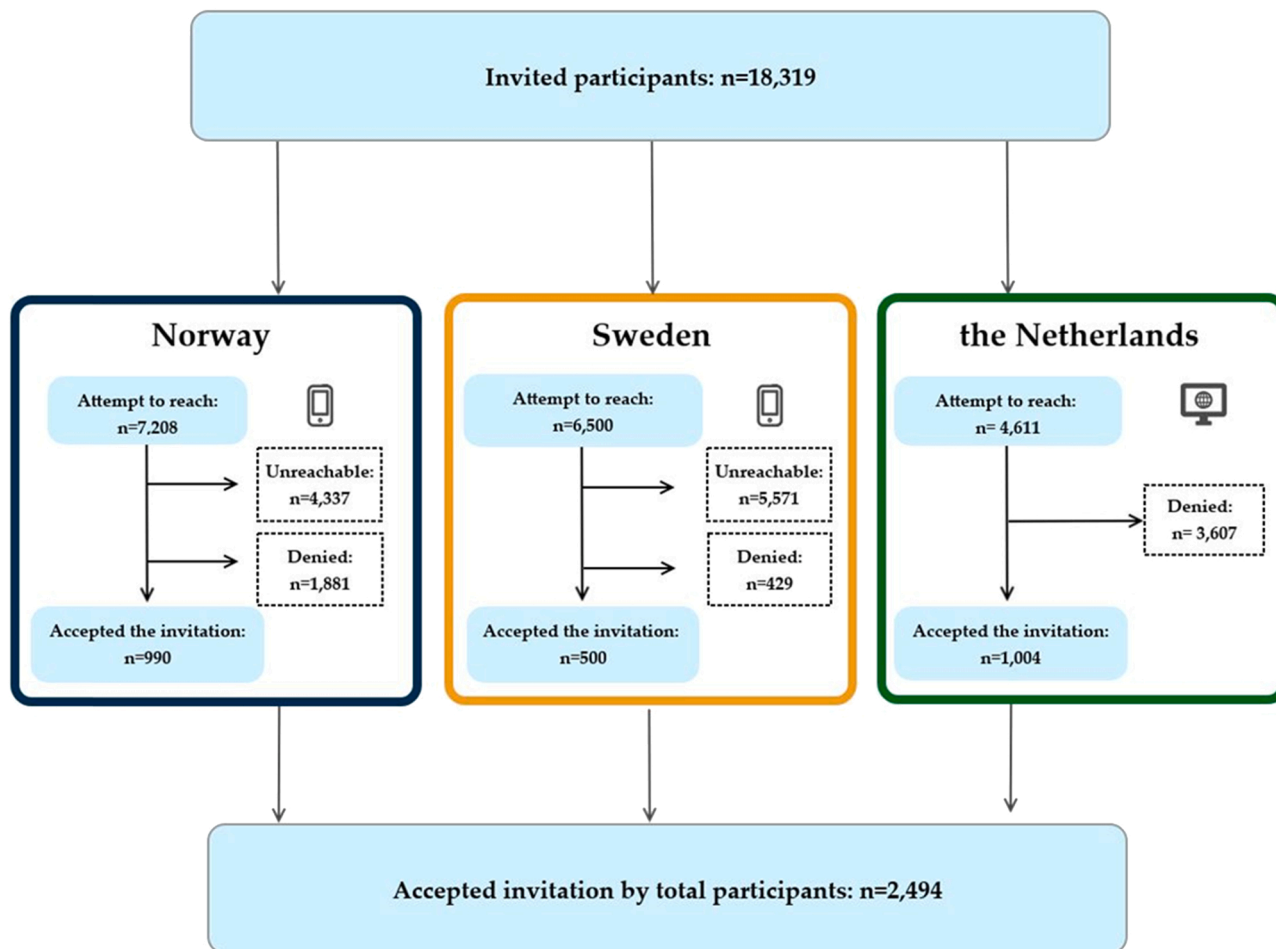 Invited participants: n=18,319
Norway
Attempt to reach:
n=7,208
Unreachable:
n=4,337
Denied:
n=1,881
Accepted the invitation:
n=990
Sweden
Attempt to reach:
n=6,500
Unreachable:
n=5,571
Denied:
n=429
Accepted the invitation:
n=500
the Netherlands
Attempt to reach:
n= 4,611
Denied:
n= 3,607
Accepted the invitation:
n=1,004
Accepted invitation by total participants: n=2,494